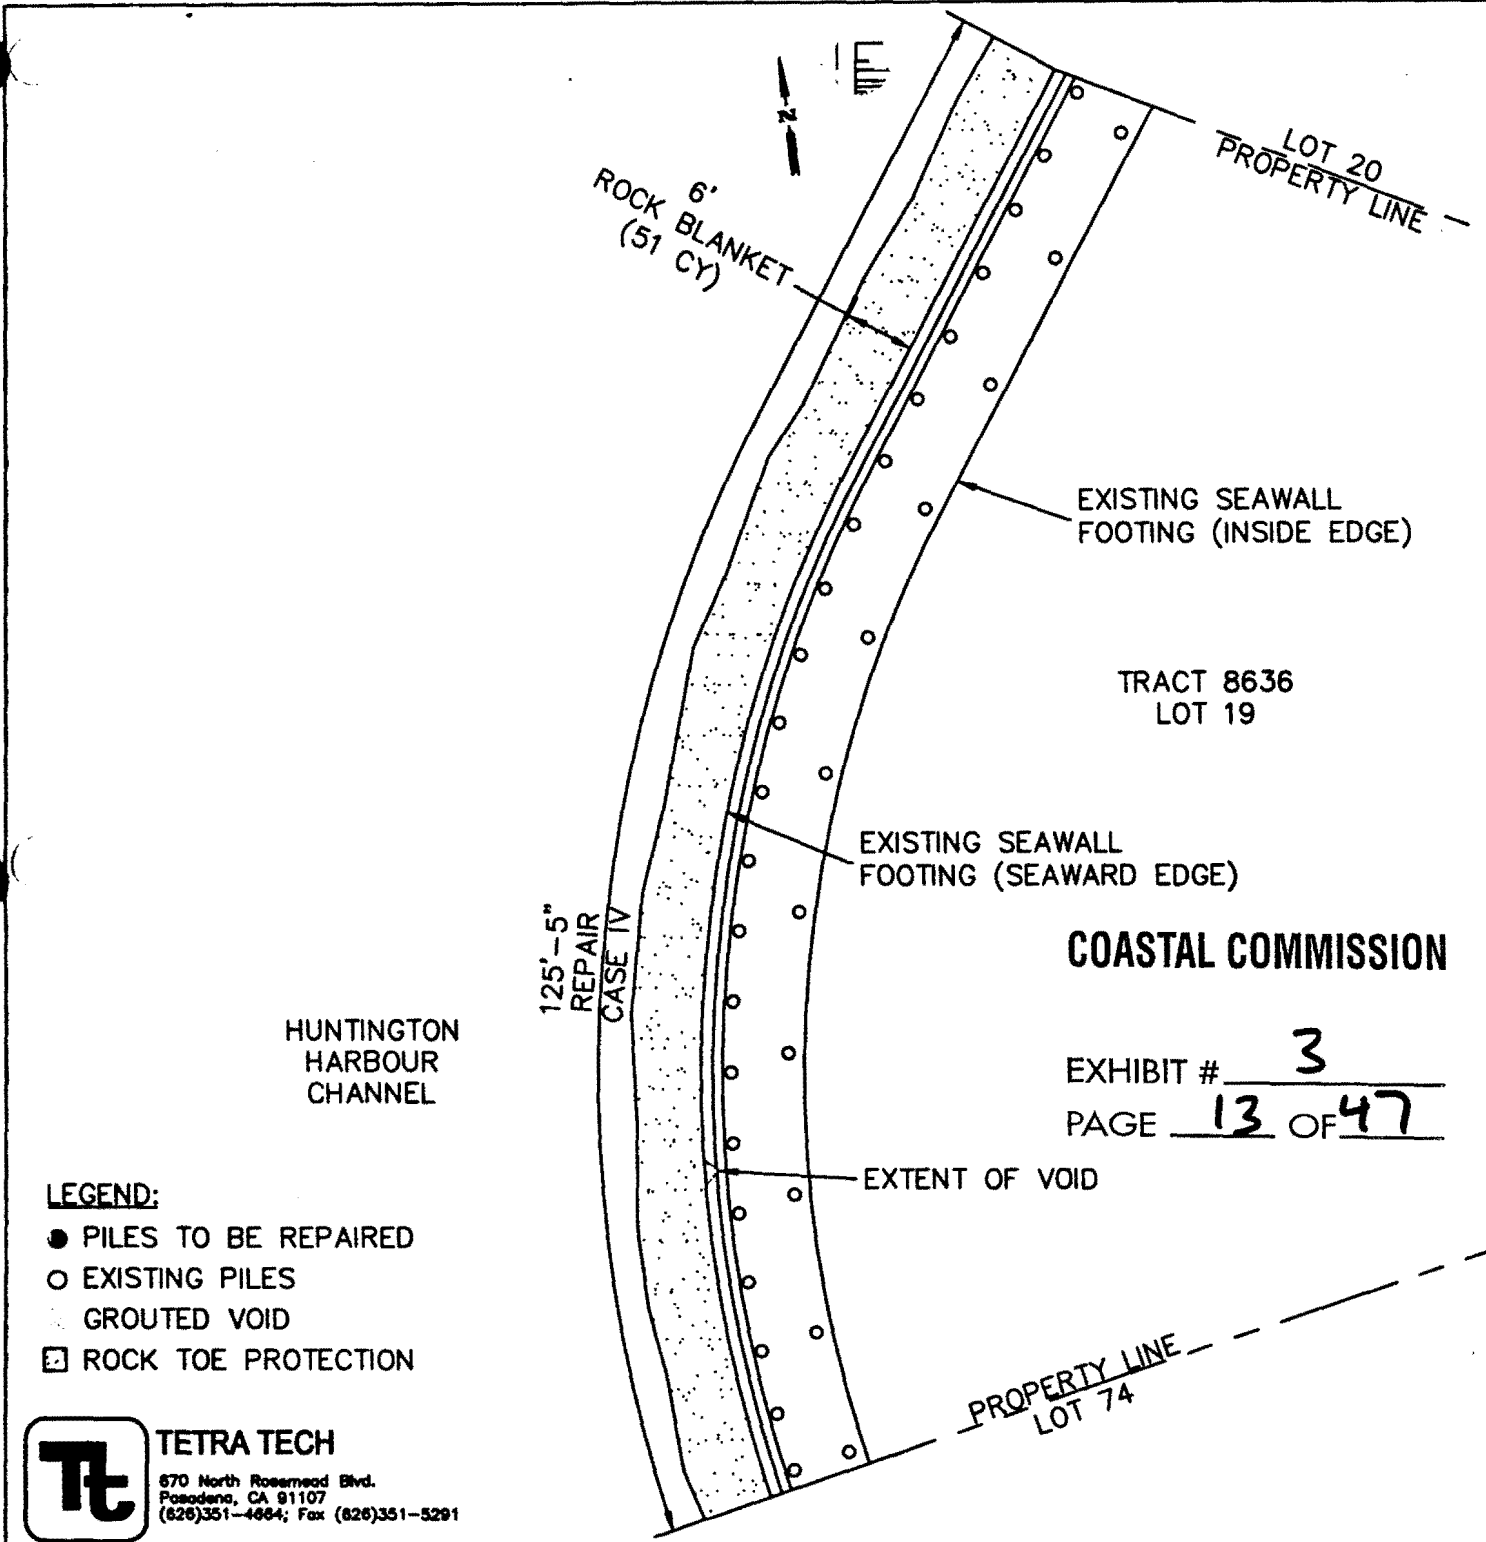 N
LOT 20
PROPERTY LINE
6'
ROCK BLANKET
(51 CY)
EXISTING SEAWALL
FOOTING (INSIDE EDGE)
TRACT 8636
LOT 19
EXISTING SEAWALL
FOOTING (SEAWARD EDGE)
125'-5"
REPAIR
CASE IV
COASTAL COMMISSION
HUNTINGTON
HARBOUR
CHANNEL
EXHIBIT # 3
PAGE 13 OF 47
EXTENT OF VOID
LEGEND:
PILES TO BE REPAIRED
EXISTING PILES
GROUTED VOID
ROCK TOE PROTECTION
PROPERTY LINE
LOT 74
Tt
TETRA TECH
670 North Rosemead Blvd.
Pasadena, CA 91107
(626)351-4664; Fax (626)351-5291